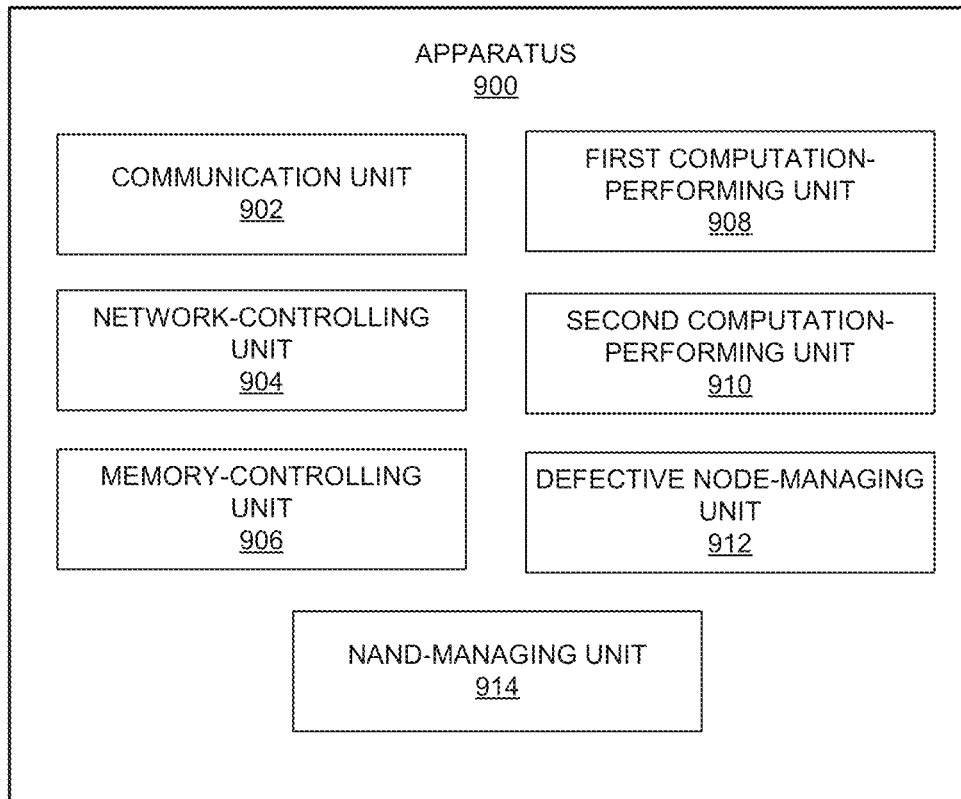 APPARATUS
900
COMMUNICATION UNIT
902
FIRST COMPUTATION-
PERFORMING UNIT
908
NETWORK-CONTROLLING
UNIT
904
SECOND COMPUTATION-
PERFORMING UNIT
910
MEMORY-CONTROLLING
UNIT
906
DEFECTIVE NODE-MANAGING
UNIT
912
NAND-MANAGING UNIT
914